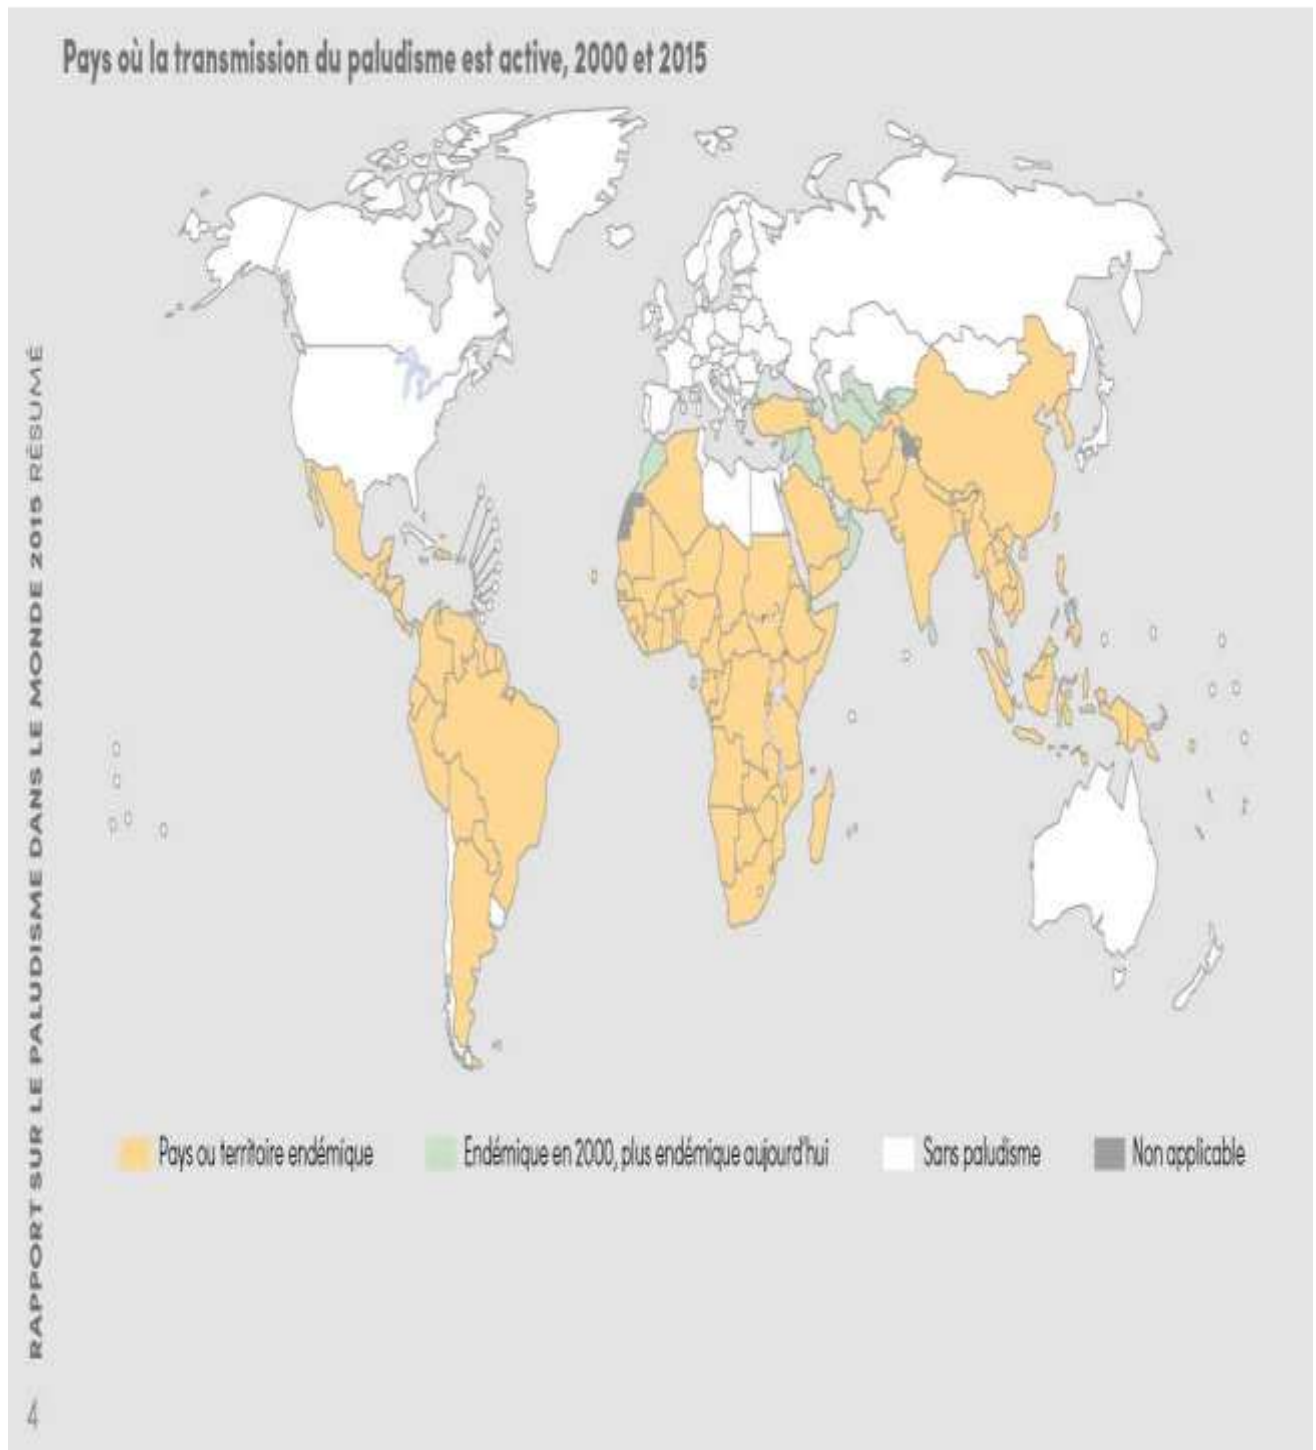 Pays où la transmission du paludisme est active, 2000 et 2015
RAPPORT SUR LE PALUDISME DANS LE MONDE 2015 RÉSUMÉ
Pays ou territoire endémique
Endémique en 2000, plus endémique aujourd'hui
Sans paludisme
Non applicable
4